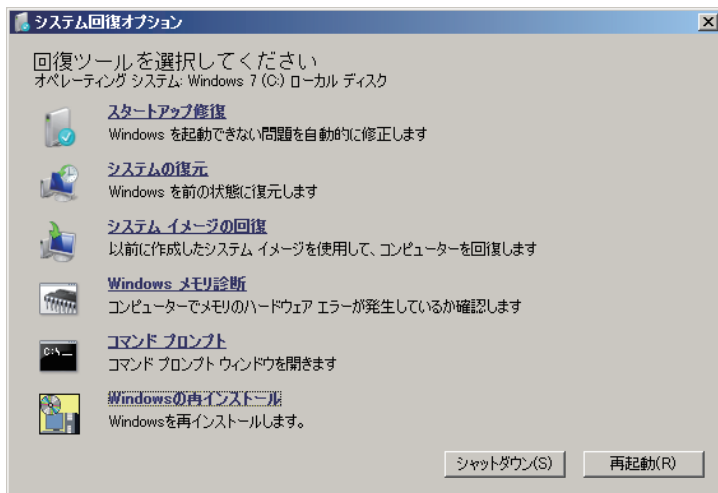 システム回復オプション
回復ツールを選択してください
オペレーティング システム: Windows 7 (C:) ローカル ディスク
スタートアップ修復
Windows を起動できない問題を自動的に修正します
システムの復元
Windows を前の状態に復元します
システム イメージの回復
以前に作成したシステム イメージを使用して、コンピューターを回復します
Windows メモリ診断
コンピューターでメモリのハードウェア エラーが発生しているか確認します
コマンド プロンプト
C:\_
コマンド プロンプト ウィンドウを開きます
Windowsの再インストール
Windowsを再インストールします。
シャットダウン(S)
再起動(R)